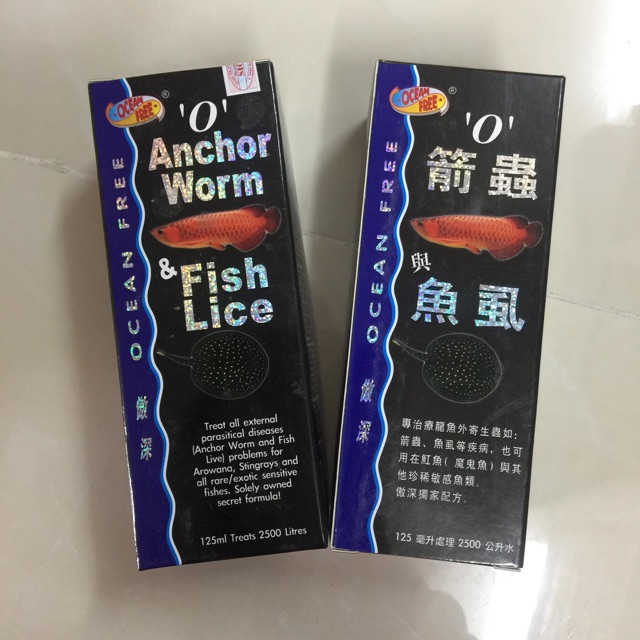 OCEAN FREE
®
'O'
Anchor
Worm
&
Fish
Lice
Treat all external
parasitical diseases
(Anchor Worm and Fish
Live) problems for
Arowana, Stingrays and
all rare/exotic sensitive
fishes. Solely owned
secret formula!
125ml Treats 2500 Litres
OCEAN FREE
傲深
OCEAN FREE
®
'O'
箭蟲
與
魚虱
專治療龍魚外寄生蟲如:
箭蟲、魚虱等疾病,也可
用在魟魚(魔鬼魚)與其
他珍稀敏感魚類。
傲深獨家配方。
125 毫升處理 2500 公升水
OCEAN FREE
傲深